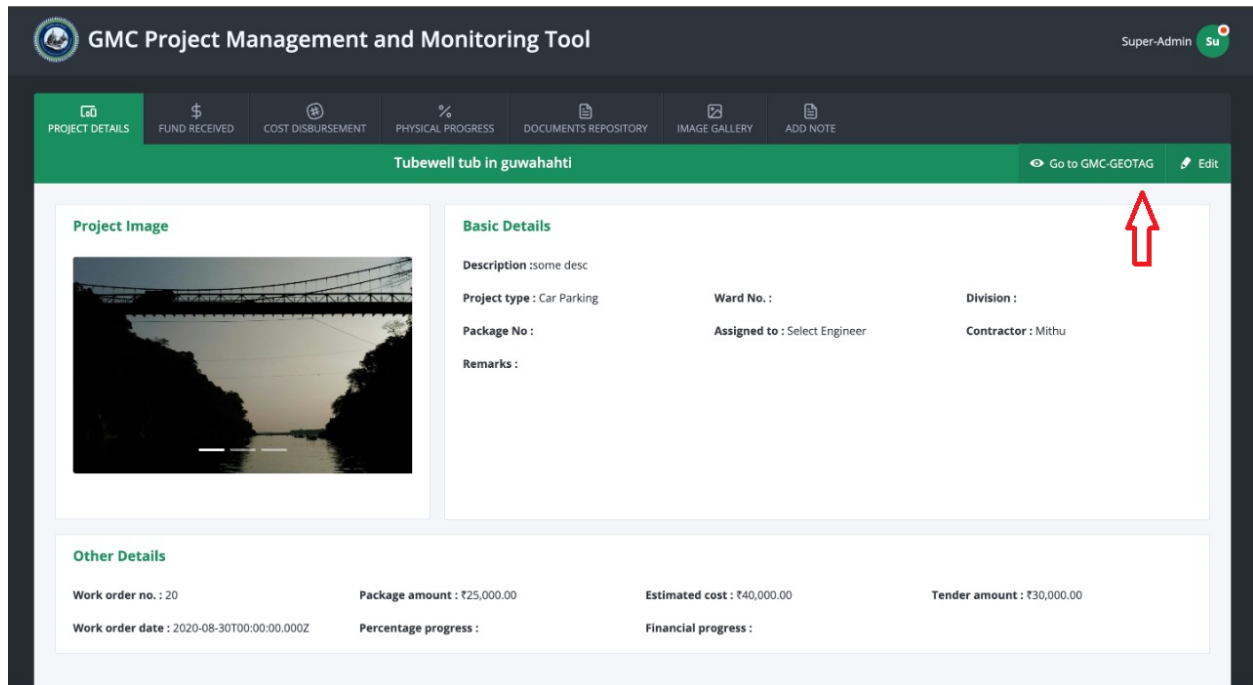 GMC Project Management and Monitoring Tool
Super-Admin Su
PROJECT DETAILS FUND RECEIVED COST DISBURSEMENT PHYSICAL PROGRESS DOCUMENTS REPOSITORY IMAGE GALLERY ADD NOTE
Tubewell tub in guwahahti Go to GMC-GEOTAG Edit
Project Image
Basic Details
Description :some desc
Project type : Car Parking Ward No. : Division :
Package No : Assigned to : Select Engineer Contractor : Mithu
Remarks :
Other Details
Work order no. : 20 Package amount : ₹25,000.00 Estimated cost : ₹40,000.00 Tender amount : ₹30,000.00
Work order date : 2020-08-30T00:00:00.000Z Percentage progress : Financial progress :